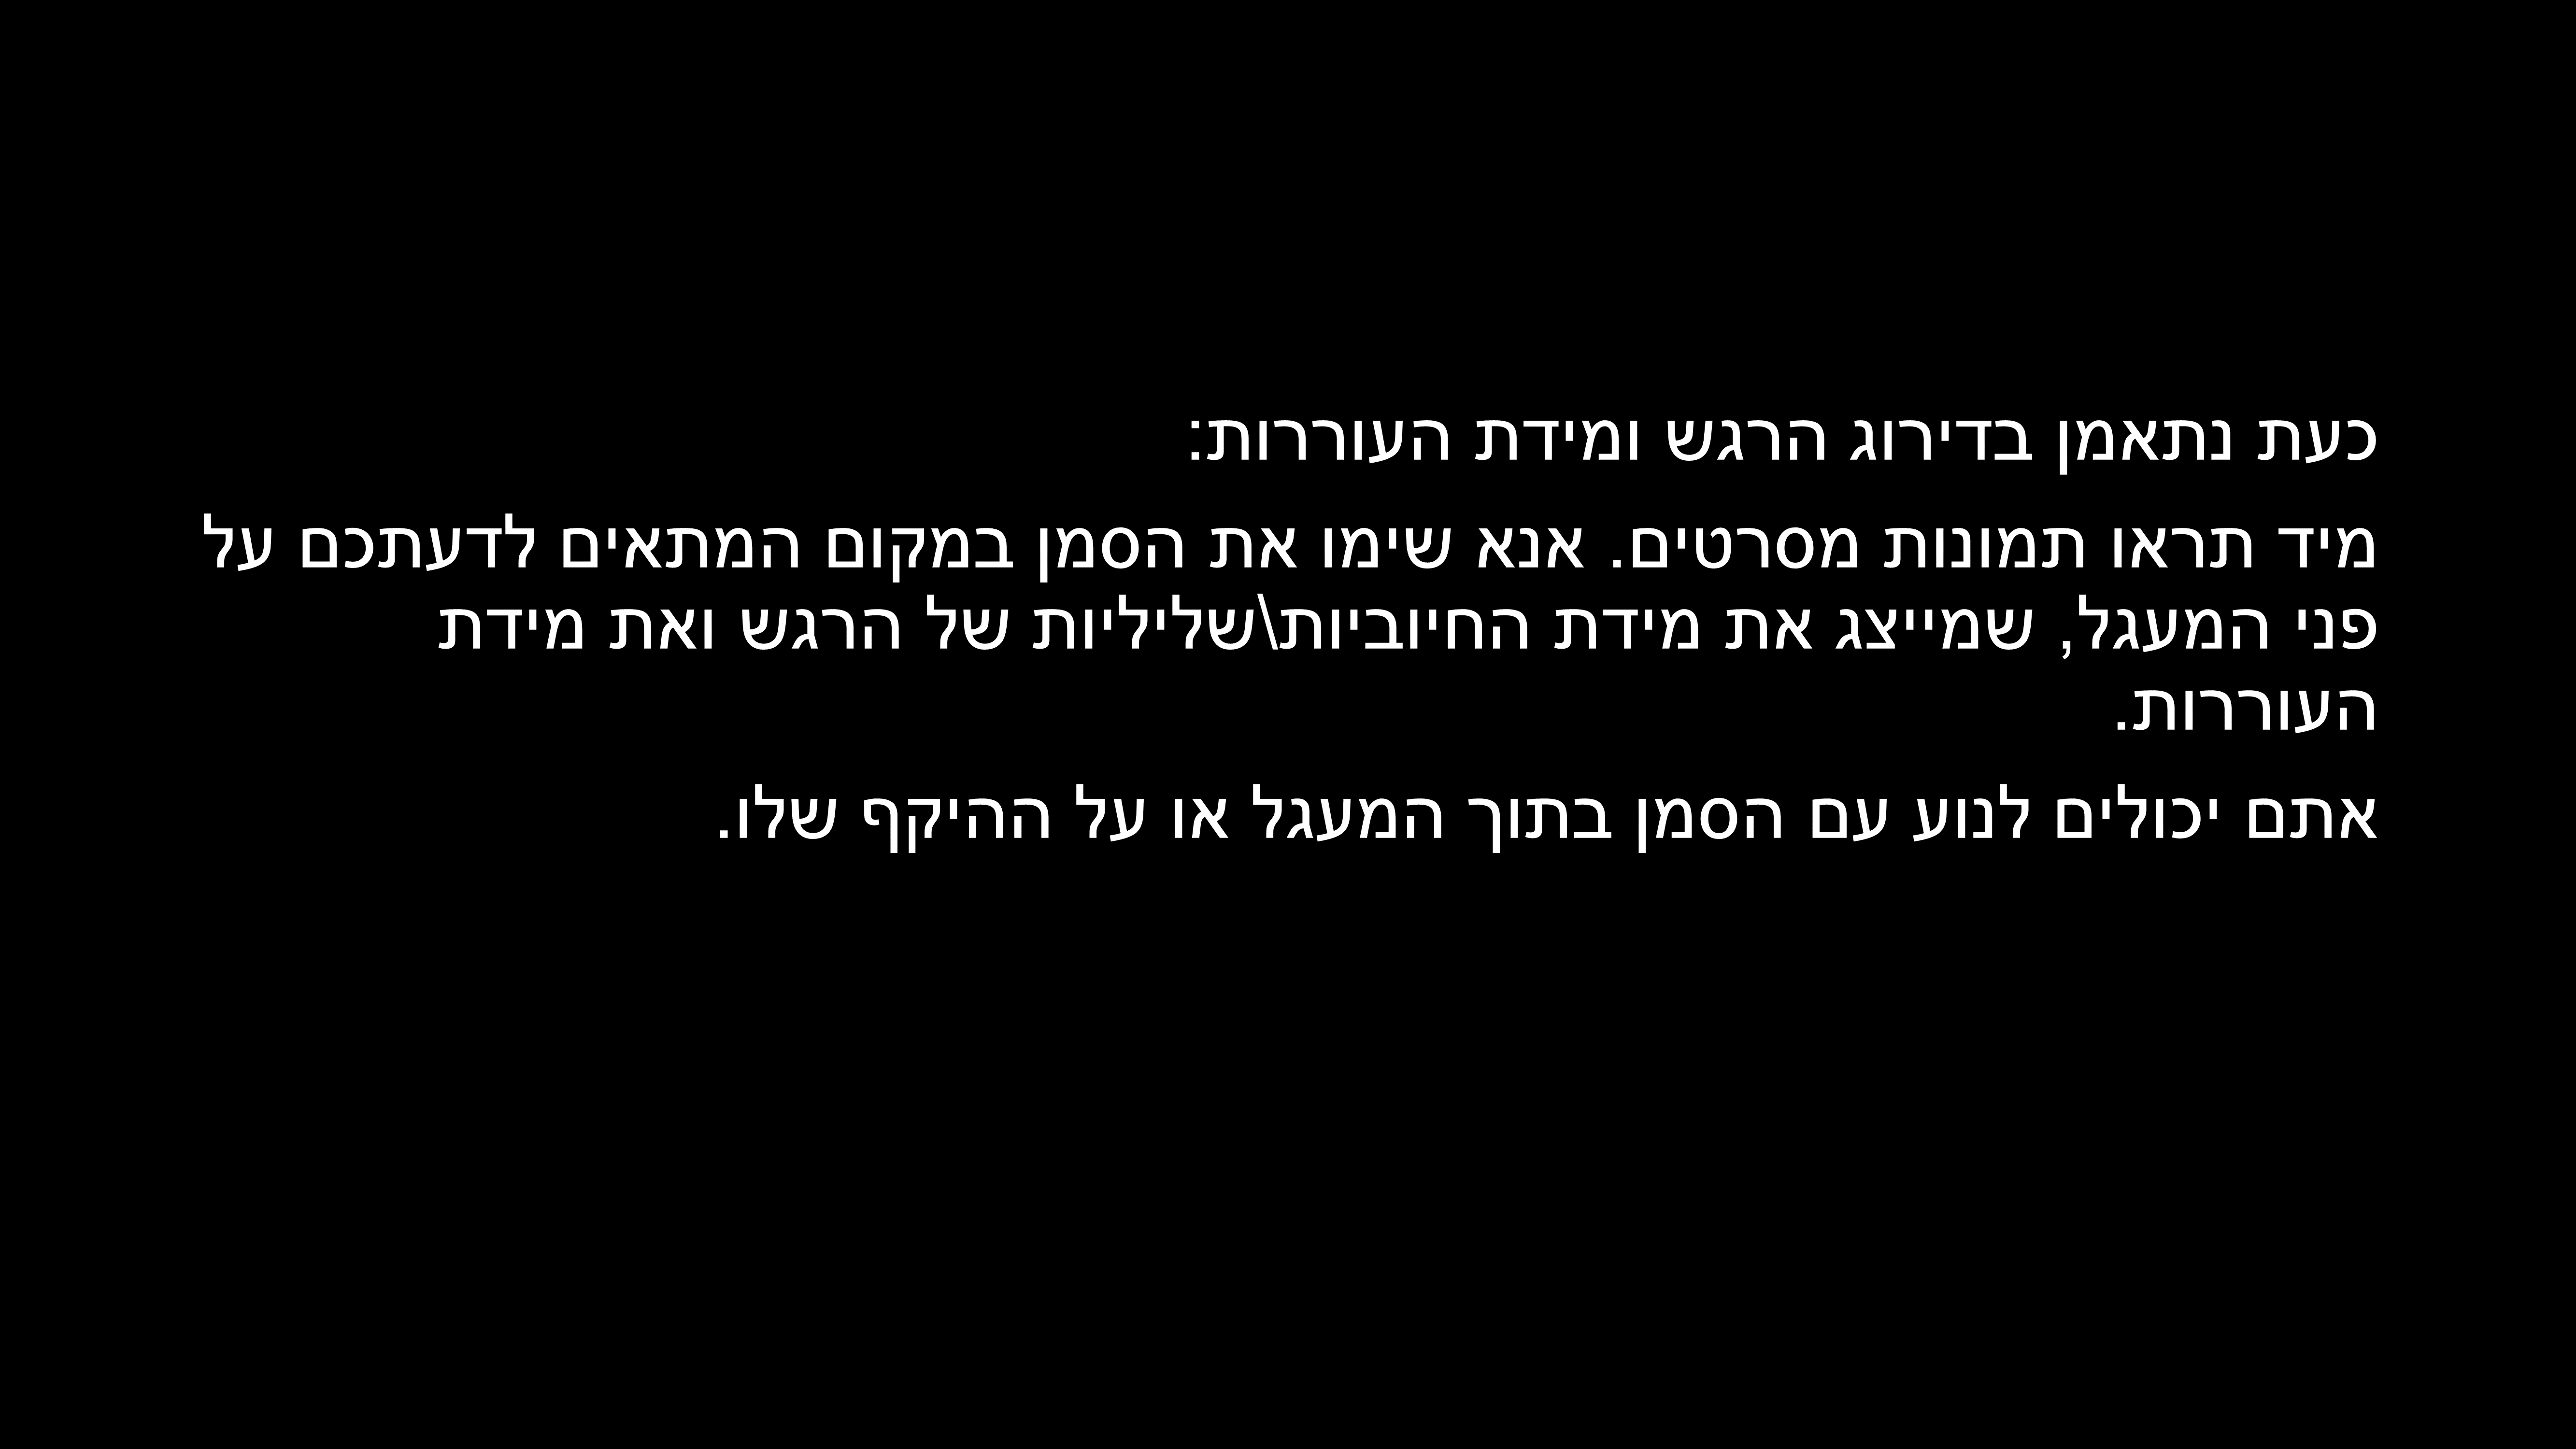 כעת נתאמן בדירוג הרגש ומידת העוררות:
מיד תראו תמונות מסרטים. אנא שימו את הסמן במקום המתאים לדעתכם על
פני המעגל, שמייצג את מידת החיוביות\שליליות של הרגש ואת מידת
העוררות.
אתם יכולים לנוע עם הסמן בתוך המעגל או על ההיקף שלו.